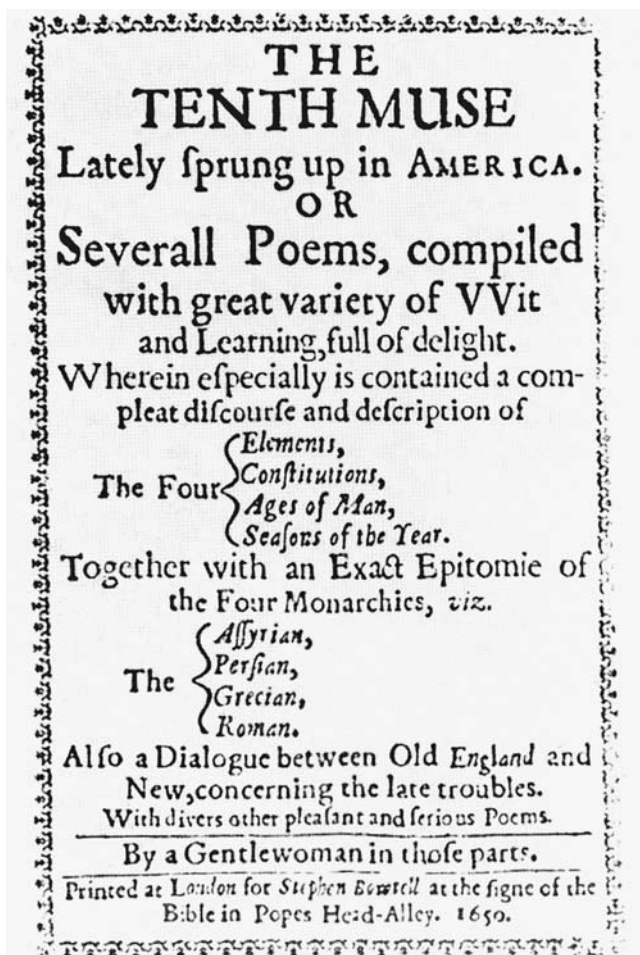 THE
TENTH MUSE
Lately ſprung up in AMERICA.
OR
Severall Poems, compiled
with great variety of VVit
and Learning,full of delight.
Wherein eſpecially is contained a com-
pleat diſcourſe and deſcription of
The Four
Elements,
Conſtitutions,
Ages of Man,
Seaſons of the Year.
Together with an Exact Epitomie of
the Four Monarchies, viz.
The
Aſſyrian,
Perſian,
Grecian,
Roman.
Alſo a Dialogue between Old England and
New,concerning the late troubles.
With divers other pleaſant and ſerious Poems.
By a Gentlewoman in thoſe parts.
Printed at London for Stephen Bowtell at the ſigne of the
Bible in Popes Head-Alley. 1650.